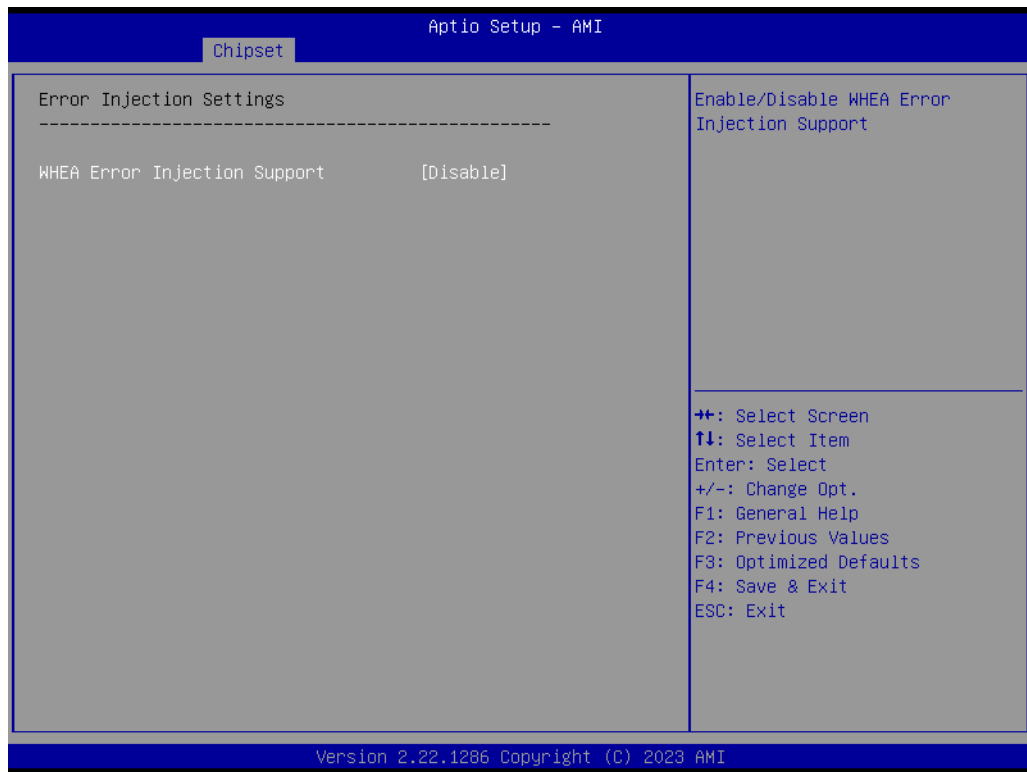 Aptio Setup – AMI
Chipset
Error Injection Settings
--------------------------------------------------
WHEA Error Injection Support [Disable]
Enable/Disable WHEA Error
Injection Support
→←: Select Screen
↑↓: Select Item
Enter: Select
+/-: Change Opt.
F1: General Help
F2: Previous Values
F3: Optimized Defaults
F4: Save & Exit
ESC: Exit
Version 2.22.1286 Copyright (C) 2023 AMI